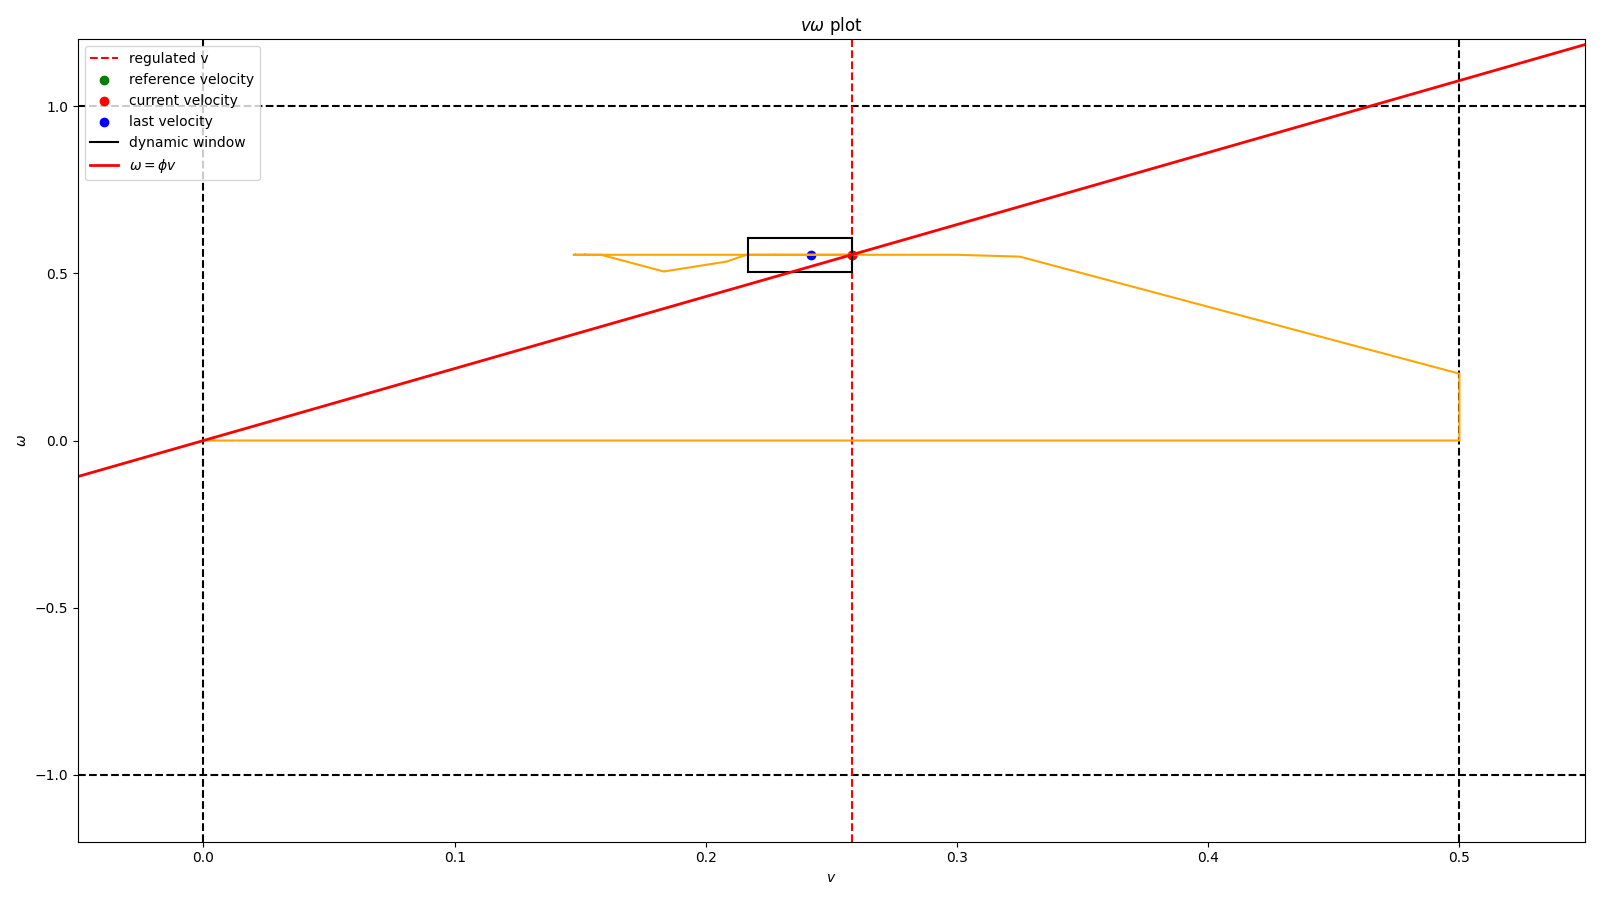 vω plot
regulated v
reference velocity
current velocity
last velocity
dynamic window
ω = ϕv
1.0
0.5
0.0
−0.5
−1.0
ω
0.0 0.1 0.2 0.3 0.4 0.5
v